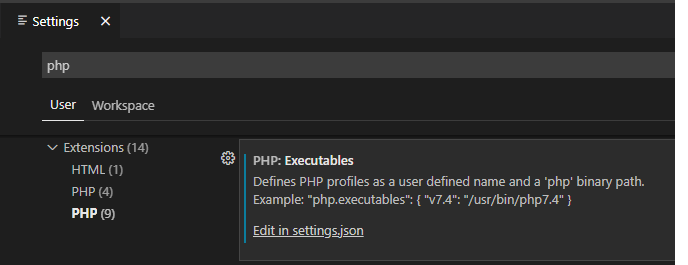 Settings
php
User Workspace
Extensions (14)
HTML (1)
PHP (4)
PHP (9)
PHP: Executables
Defines PHP profiles as a user defined name and a 'php' binary path.
Example: "php.executables": { "v7.4": "/usr/bin/php7.4" }
Edit in settings.json